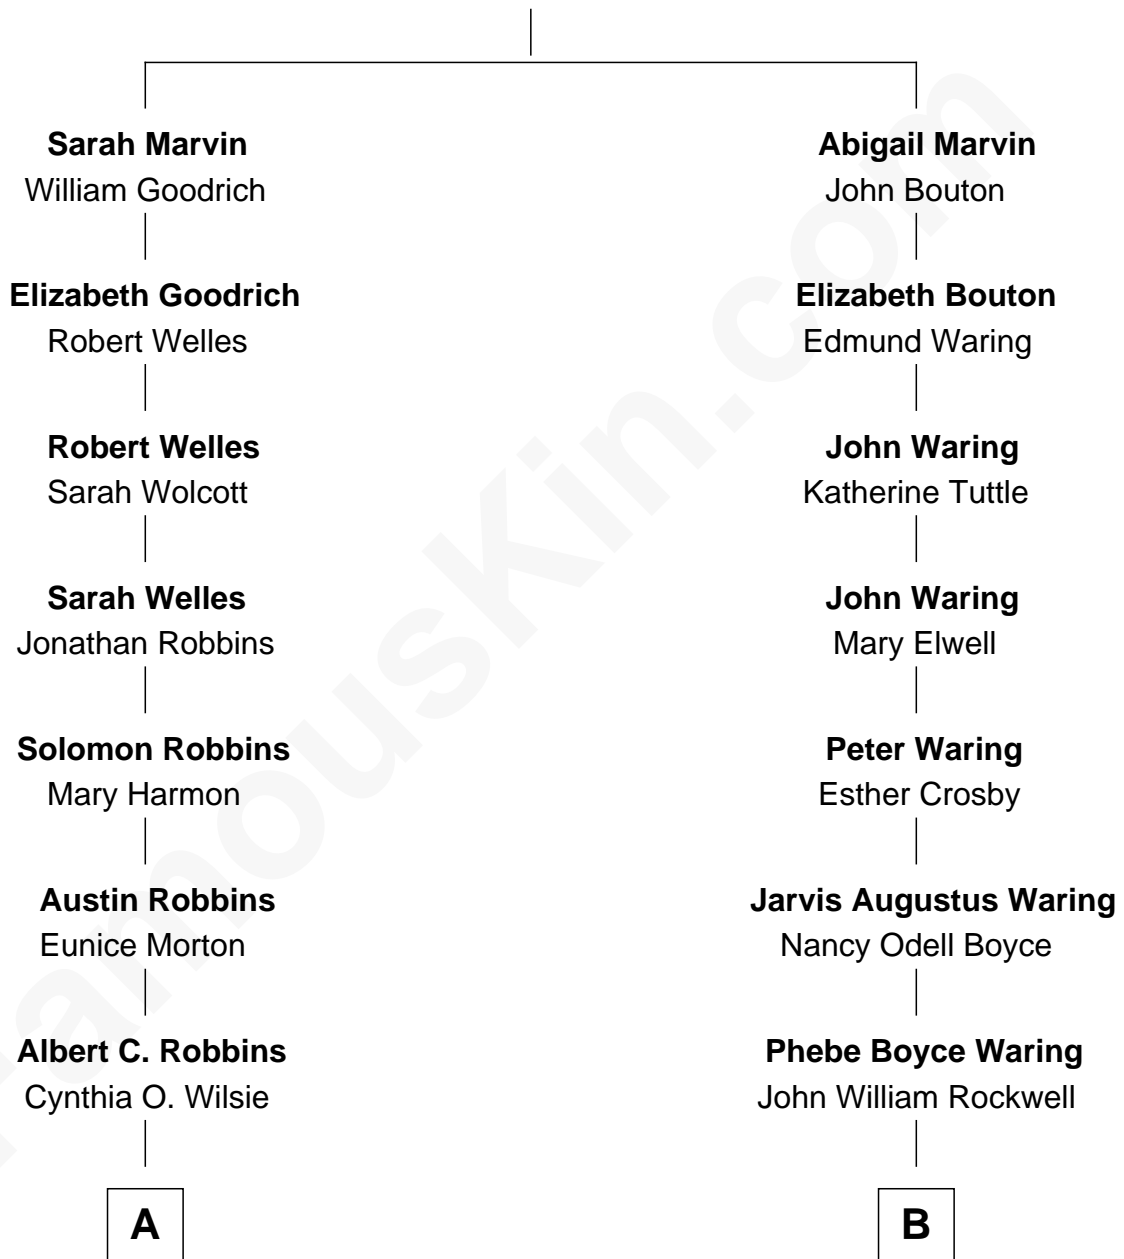 Sarah Marvin
William Goodrich
Elizabeth Goodrich
Robert Welles
Robert Welles
Sarah Wolcott
Sarah Welles
Jonathan Robbins
Solomon Robbins
Mary Harmon
Austin Robbins
Eunice Morton
Albert C. Robbins
Cynthia O. Wilsie
A
Abigail Marvin
John Bouton
Elizabeth Bouton
Edmund Waring
John Waring
Katherine Tuttle
John Waring
Mary Elwell
Peter Waring
Esther Crosby
Jarvis Augustus Waring
Nancy Odell Boyce
Phebe Boyce Waring
John William Rockwell
B
FamousKin.com